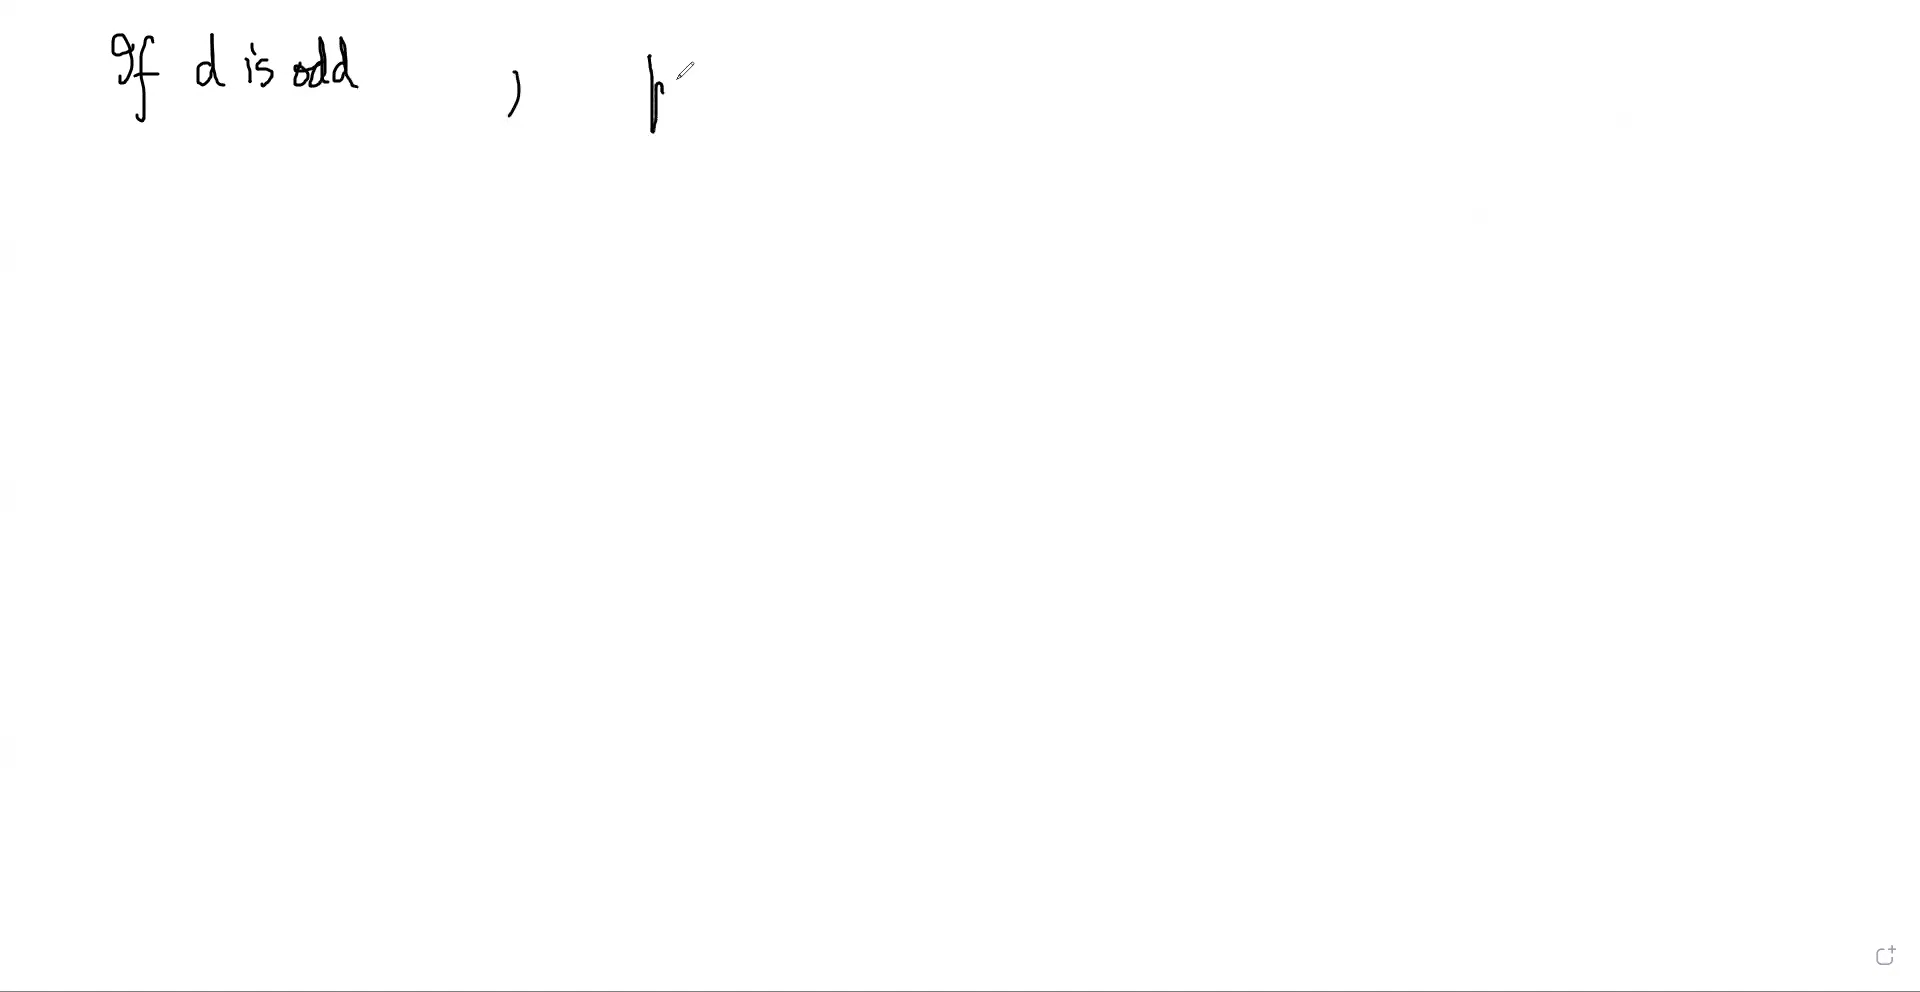 If d is odd ,